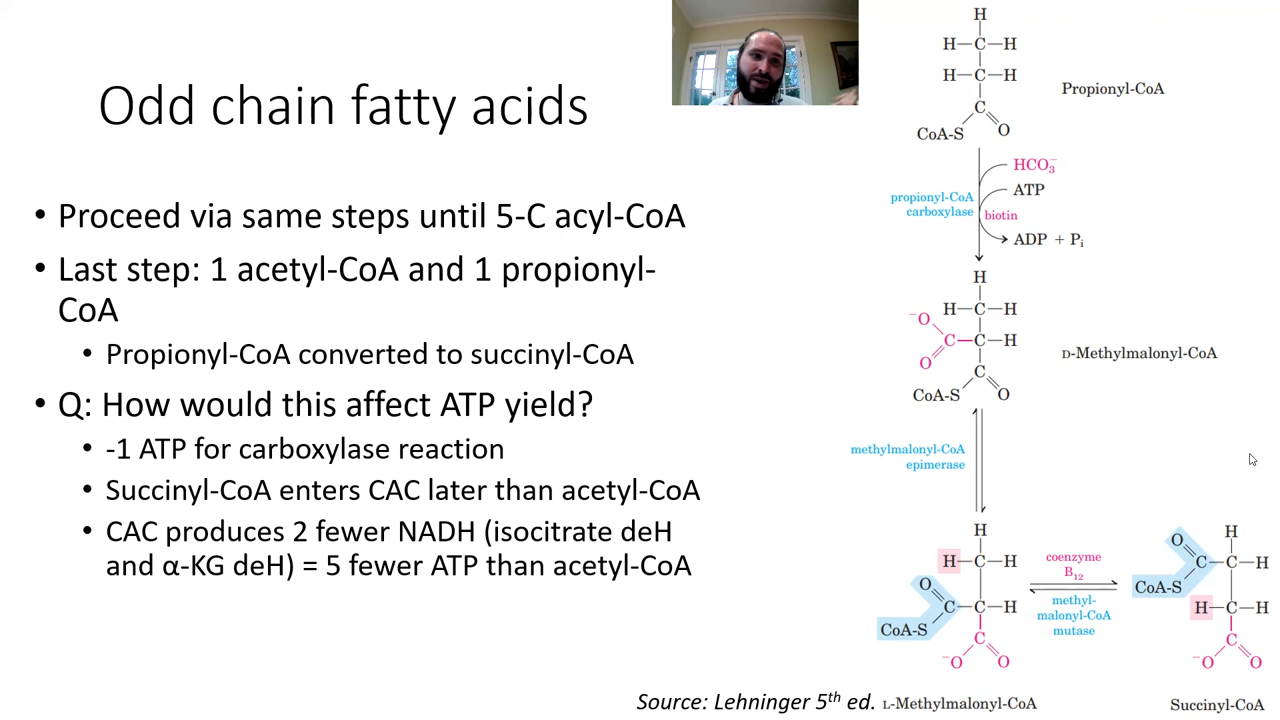 Odd chain fatty acids
• Proceed via same steps until 5-C acyl-CoA
• Last step: 1 acetyl-CoA and 1 propionyl-
CoA
• Propionyl-CoA converted to succinyl-CoA
• Q: How would this affect ATP yield?
• -1 ATP for carboxylase reaction
• Succinyl-CoA enters CAC later than acetyl-CoA
• CAC produces 2 fewer NADH (isocitrate deH
and α-KG deH) = 5 fewer ATP than acetyl-CoA
Source: Lehninger 5th ed.
H
H–C–H
H–C–H
C
CoA-S O
Propionyl-CoA
HCO3−
ATP
propionyl-CoA
carboxylase
biotin
ADP + Pi
H
−O H–C–H
C–C–H
O C
CoA-S O
D-Methylmalonyl-CoA
methylmalonyl-CoA
epimerase
H
H–C–H
O
C–C–H
CoA-S C
−O O
L-Methylmalonyl-CoA
coenzyme
B12
methyl-
malonyl-CoA
mutase
O H
C–C–H
CoA-S
H–C–H
C
−O O
Succinyl-CoA